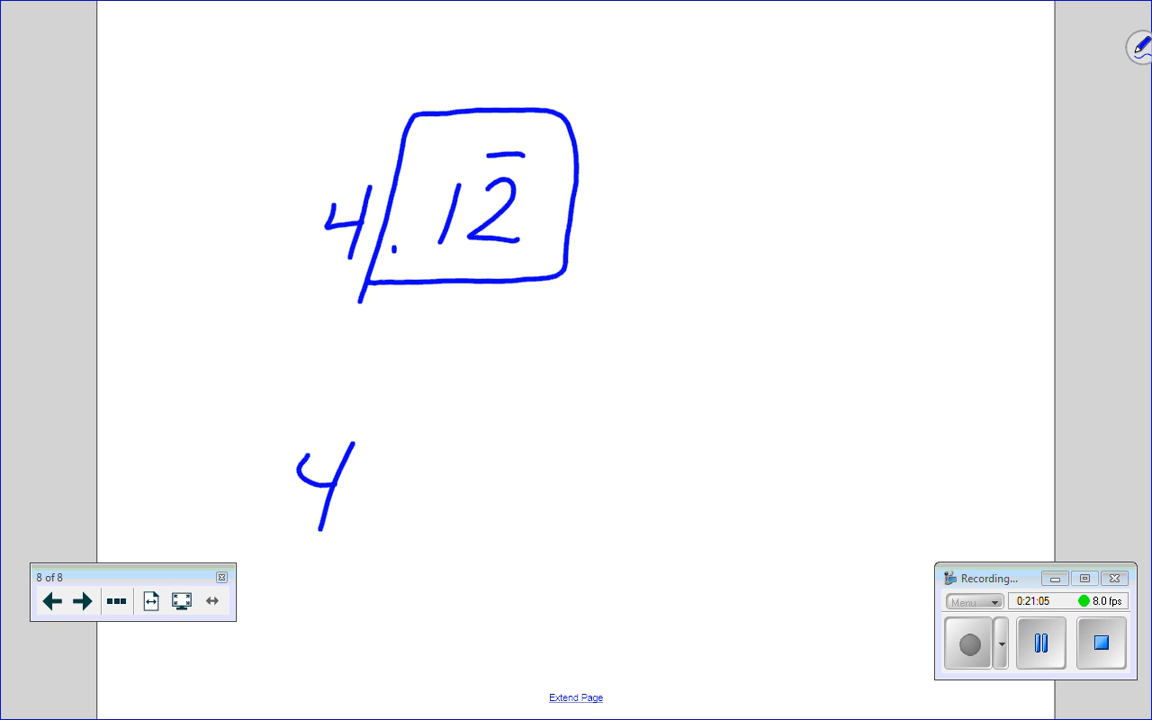 4.12̅
4
8 of 8
Recording...
Menu
0:21:05
8.0 fps
Extend Page